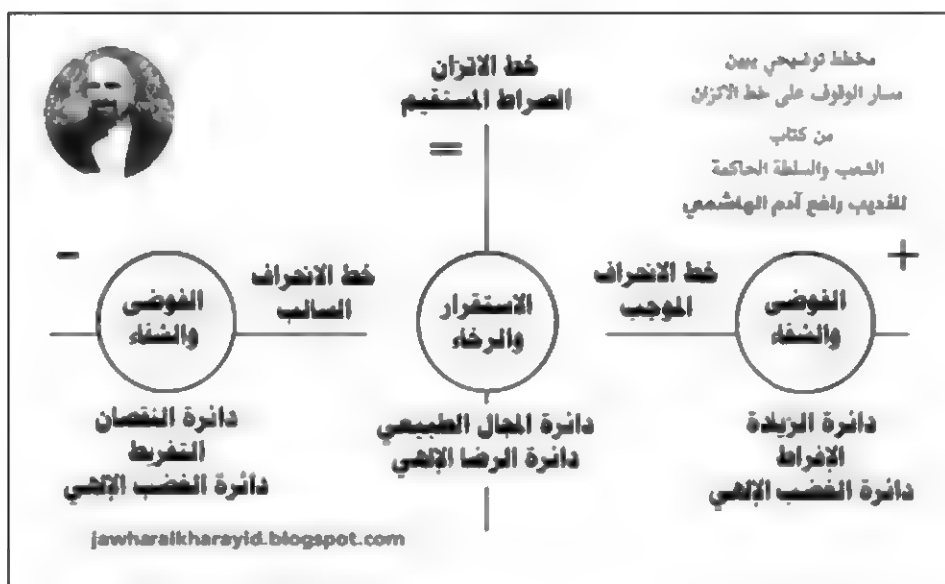 مخطط توضيحي يبين
مسار الوقوف على خط الاتزان
من كتاب
الشعب والسلطة الحاكمة
للأديب رافع آدم الهاشمي
خط الاتزان
الصراط المستقيم
=
+
الفوضى
والشقاء
خط الانحراف
الموجب
الاستقرار
والرخاء
خط الانحراف
السالب
-
الفوضى
والشقاء
دائرة الزيادة
الإفراط
دائرة الغضب الإلهي
دائرة المجال الطبيعي
دائرة الرضا الإلهي
دائرة النقصان
التفريط
دائرة الغضب الإلهي
jawharalkharayid.blogspot.com